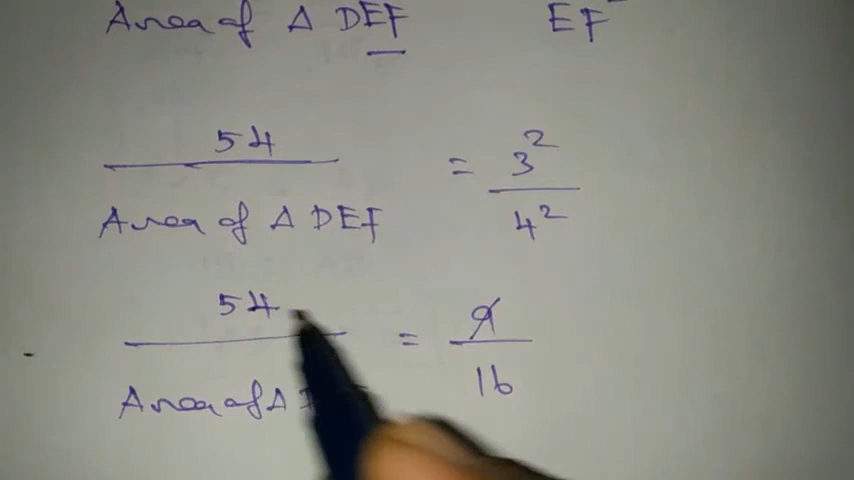 Area of Δ DEF EF
54
Area of Δ DEF = 3² / 4²
54
Area of Δ = 9 / 16